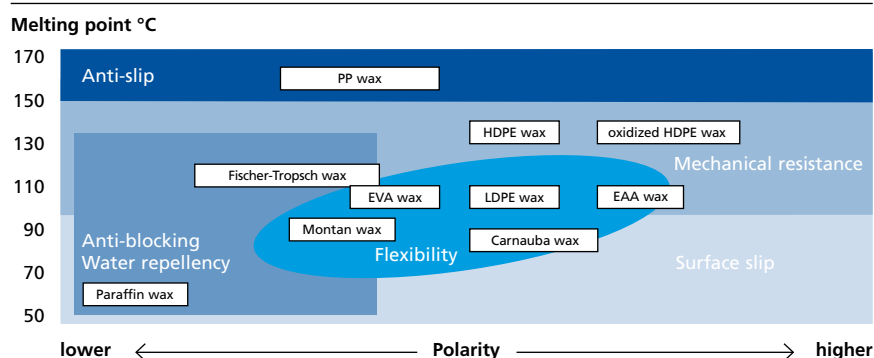 Melting point °C
170
Anti-slip
PP wax
150
130
HDPE wax
oxidized HDPE wax
Mechanical resistance
Fischer-Tropsch wax
110
EVA wax
LDPE wax
EAA wax
90
Montan wax
Carnauba wax
Anti-blocking
Water repellency
Flexibility
Surface slip
70
Paraffin wax
50
lower Polarity higher